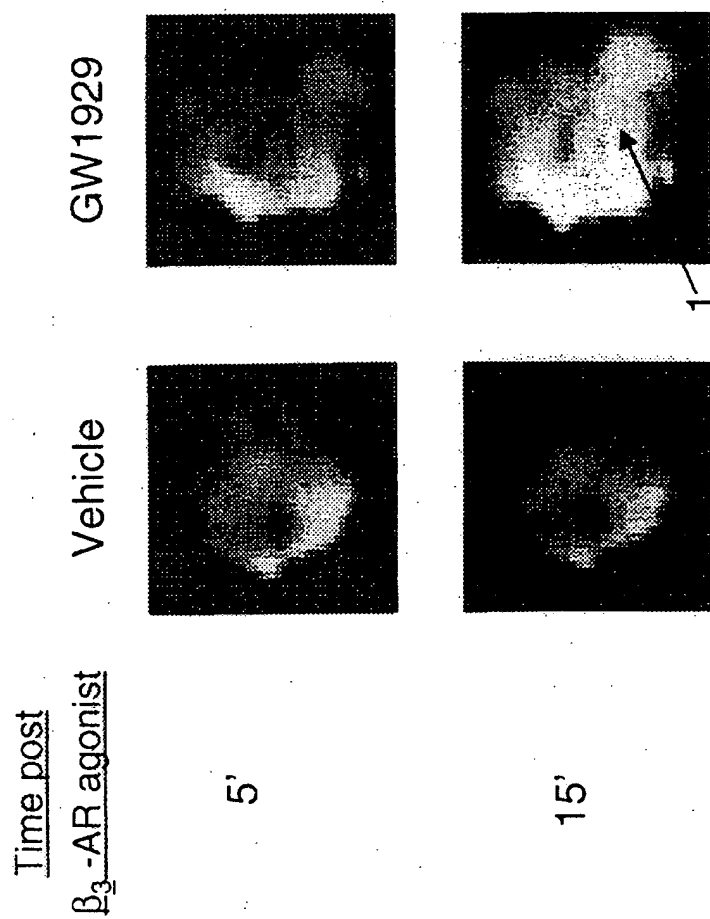 Time post
β3-AR agonist
Vehicle
GW1929
5'
15'
1